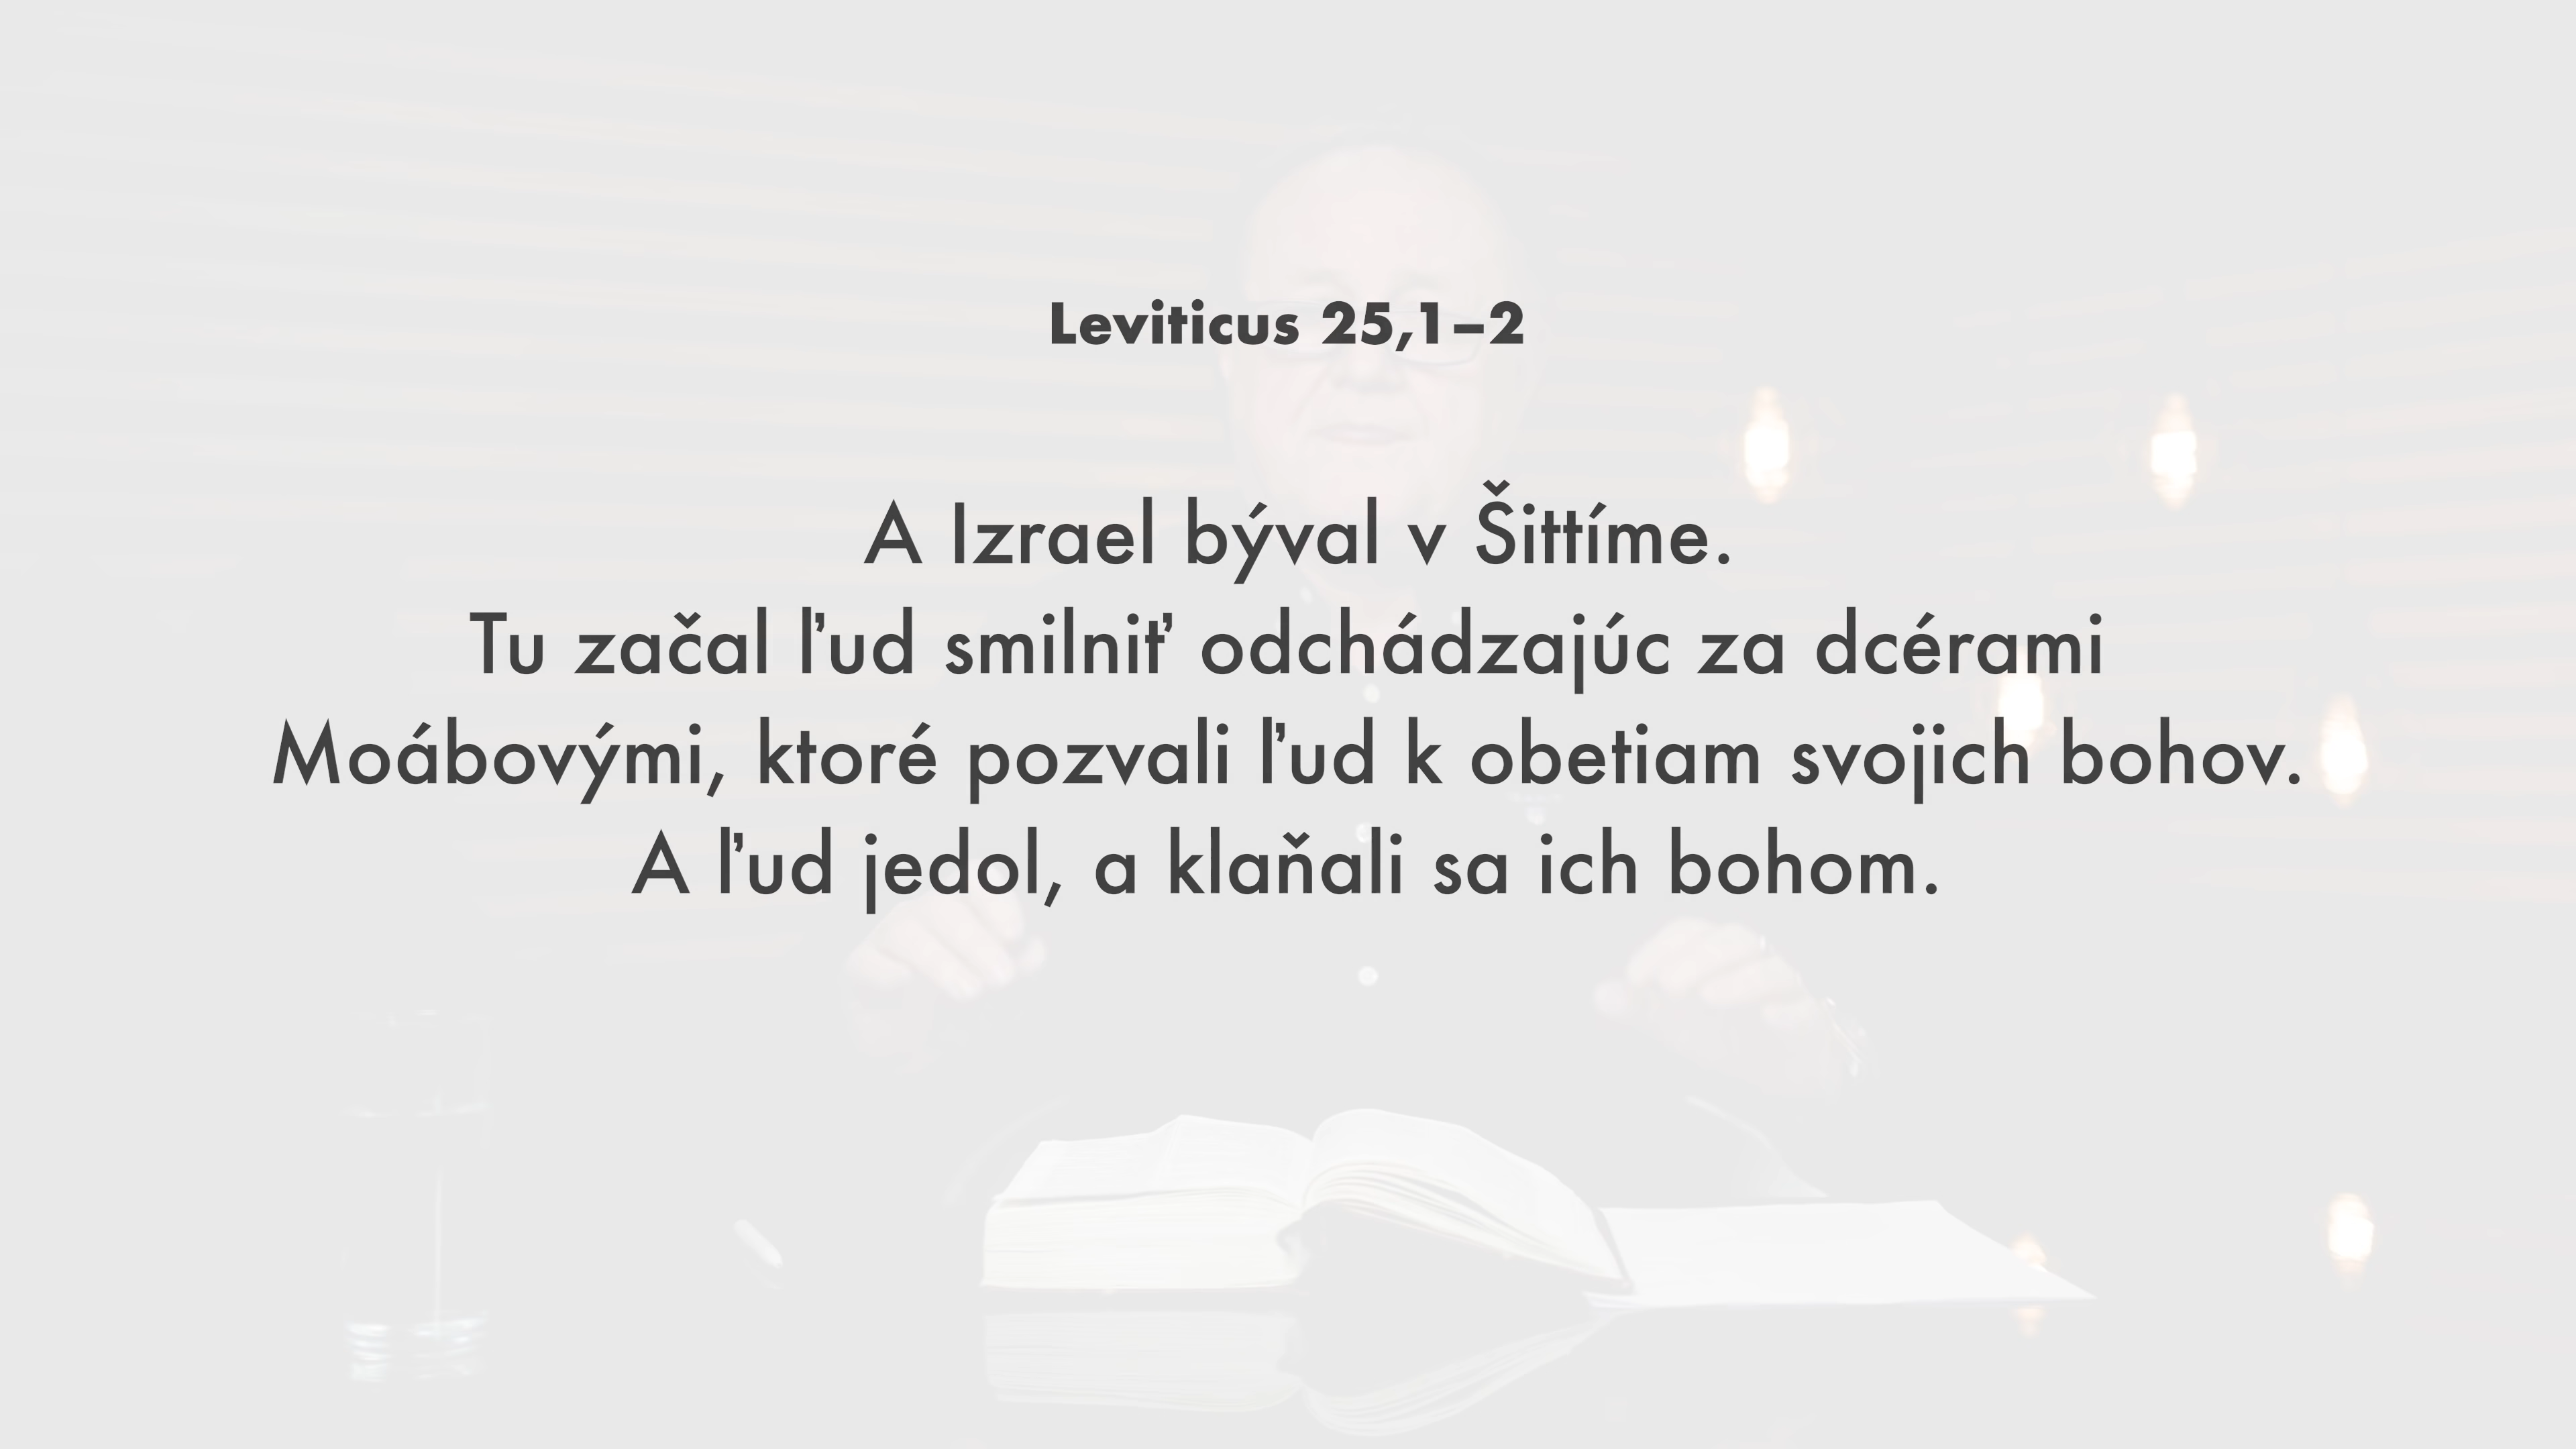 Leviticus 25,1–2
A Izrael býval v Šittíme.
Tu začal ľud smilniť odchádzajúc za dcérami
Moábovými, ktoré pozvali ľud k obetiam svojich bohov.
A ľud jedol, a klaňali sa ich bohom.